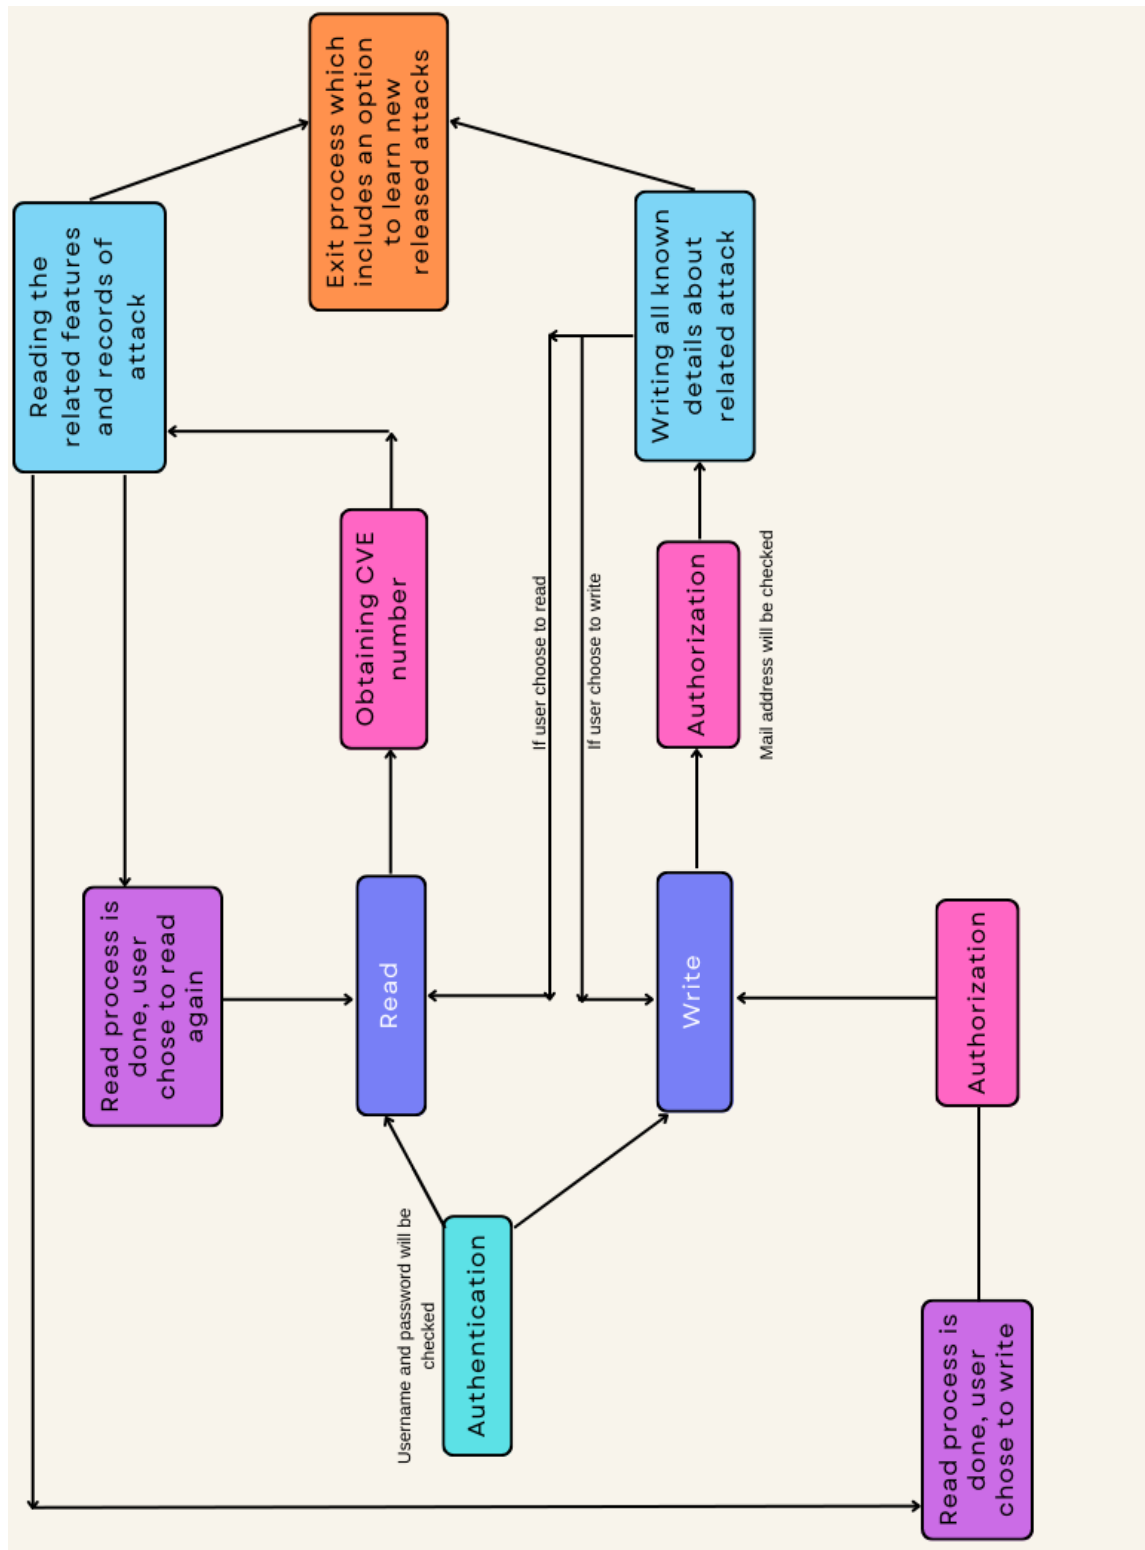 Reading the
related features
and records of
attack
Exit process which
includes an option
to learn new
released attacks
Writing all known
details about
related attack
Obtaining CVE
number
If user choose to read
If user choose to write
Authorization
Mail address will be checked
Read process is
done, user
chose to read
again
Read
Write
Authorization
Username and password will be
checked
Authentication
Read process is
done, user
chose to write